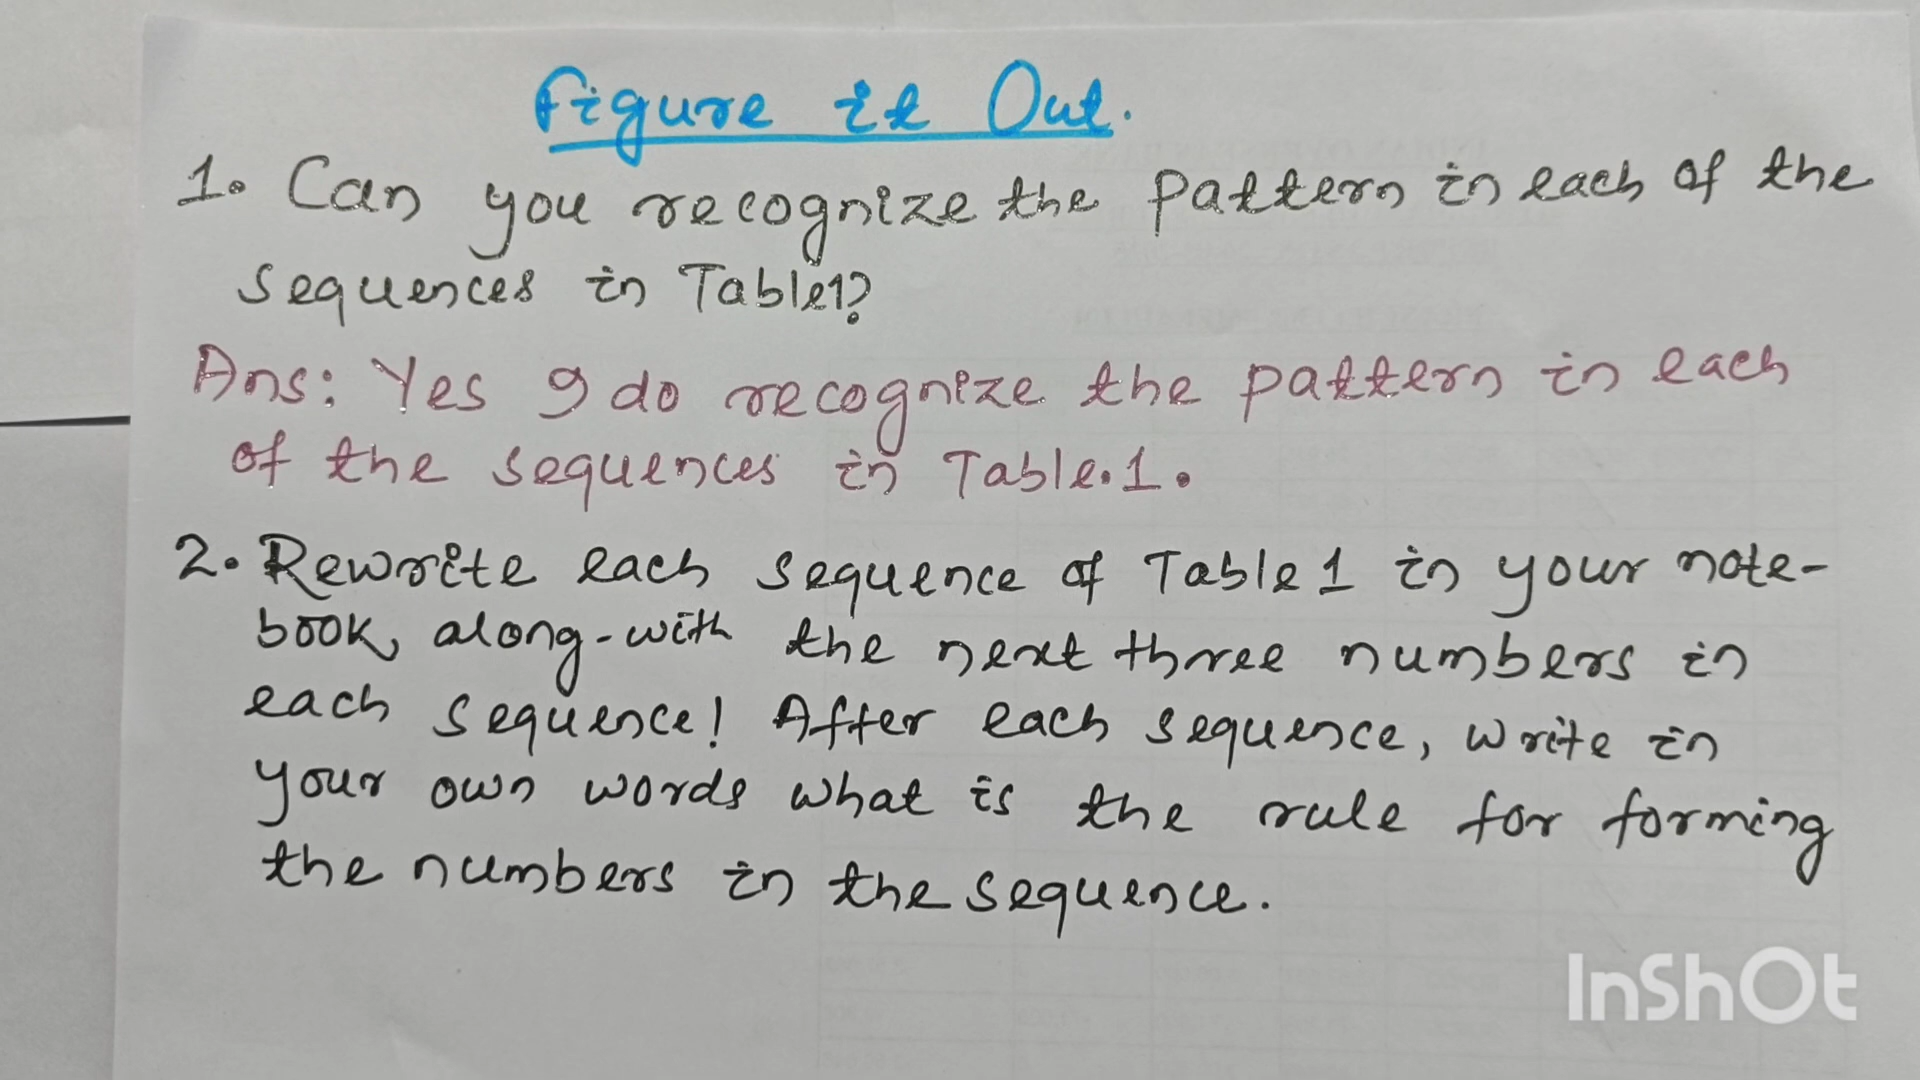 Figure it Out.
1. Can you recognize the pattern in each of the
sequences in Table1?
Ans: Yes I do recognize the pattern in each
of the sequences in Table.1.
2. Rewrite each sequence of Table 1 in your note-
book, along-with the next three numbers in
each sequence! After each sequence, write in
your own words what is the rule for forming
the numbers in the sequence.
InShOt